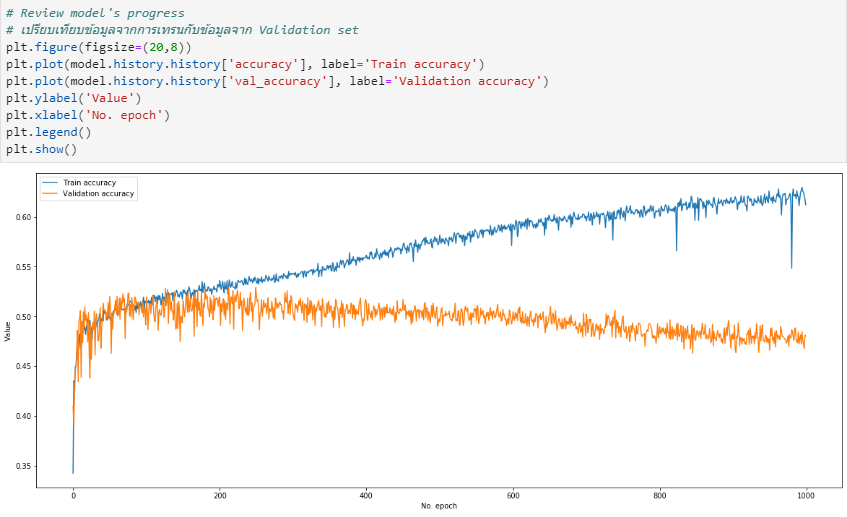 # Review model's progress
# เปรียบเทียบข้อมูลจากการเทรนกับข้อมูลจาก Validation set
plt.figure(figsize=(20,8))
plt.plot(model.history.history['accuracy'], label='Train accuracy')
plt.plot(model.history.history['val_accuracy'], label='Validation accuracy')
plt.ylabel('Value')
plt.xlabel('No. epoch')
plt.legend()
plt.show()
Train accuracy
Validation accuracy
0.60
0.55
0.50
0.45
0.40
0.35
Value
0 200 400 600 800 1000
No. epoch